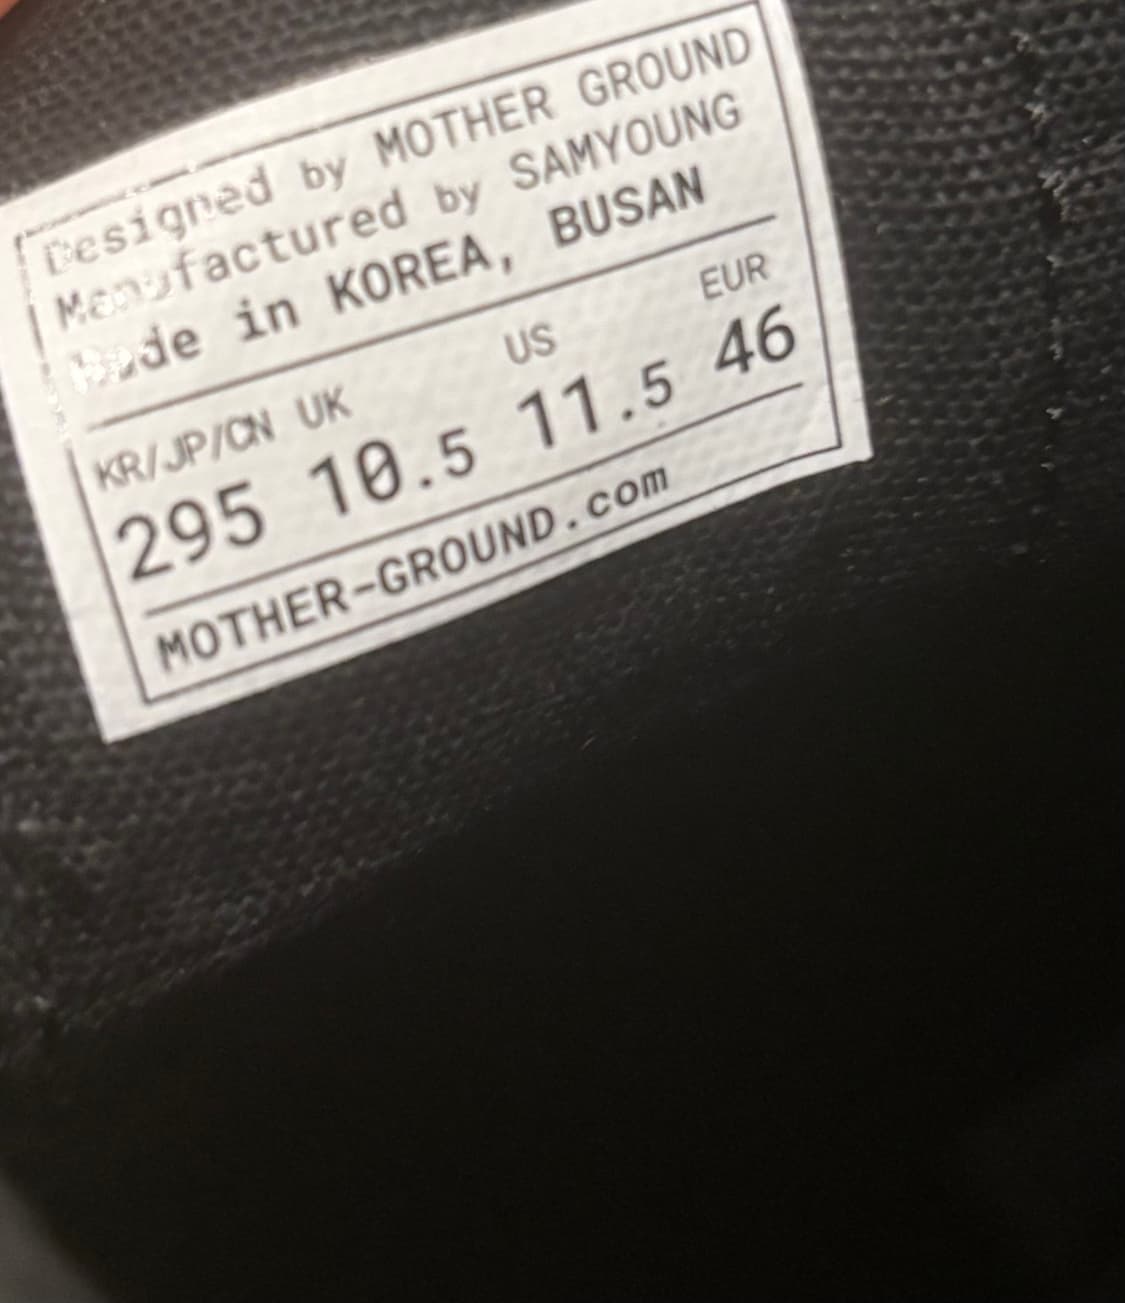 Designed by MOTHER GROUND
Manufactured by SAMYOUNG
Made in KOREA, BUSAN
KR/JP/CN UK US EUR
295 10.5 11.5 46
MOTHER-GROUND.com